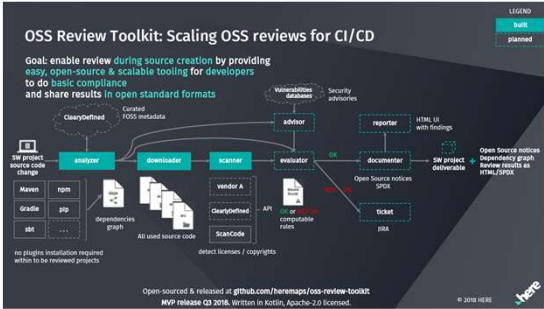 LEGEND
built
planned
OSS Review Toolkit: Scaling OSS reviews for CI/CD
Goal: enable review during source creation by providing
easy, open-source & scalable tooling for developers
to do basic compliance
and share results in open standard formats
ClearlyDefined
Curated
FOSS metadata
Vulnerabilities
databases
Security
advisories
advisor
reporter
HTML UI
with findings
SW project
source code
change
analyzer
downloader
scanner
evaluator
OK
documenter
SW project
deliverable
+
Open Source notices
Dependency graph
Review results as
HTML/SPDX
Open Source notices
SPDX
Maven
npm
Gradle
pip
sbt
...
dependencies
graph
All used source code
vendor A
ClearlyDefined
ScanCode
API
detect licenses / copyrights
OK or
computable
rules
ticket
JIRA
no plugins installation required
within to be reviewed projects
Open-sourced & released at github.com/heremaps/oss-review-toolkit
MVP release Q3 2018. Written in Kotlin, Apache-2.0 licensed.
© 2018 HERE
here